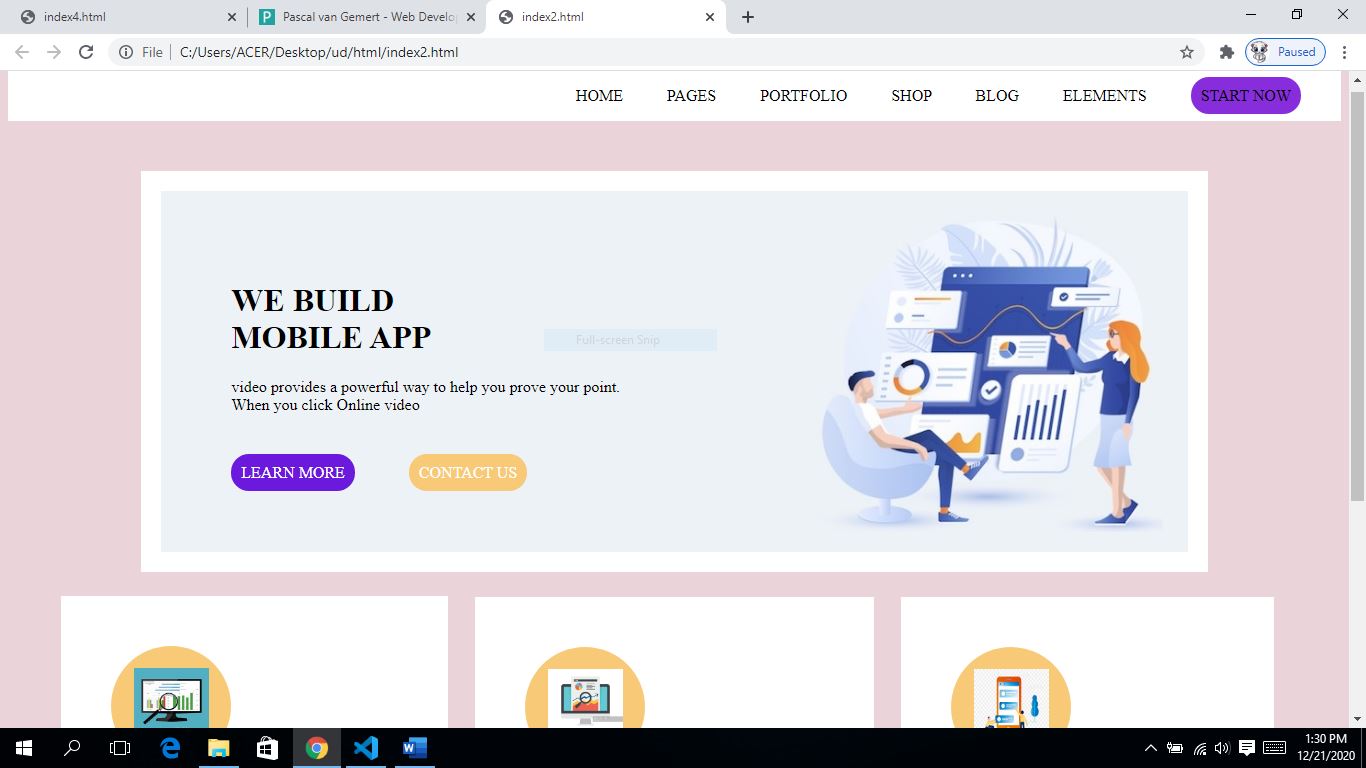 index4.html
Pascal van Gemert - Web Develo
index2.html
File
C:/Users/ACER/Desktop/ud/html/index2.html
Paused
HOME PAGES PORTFOLIO SHOP BLOG ELEMENTS START NOW
WE BUILD
MOBILE APP
Full-screen Snip
video provides a powerful way to help you prove your point.
When you click Online video
LEARN MORE CONTACT US
1:30 PM
12/21/2020